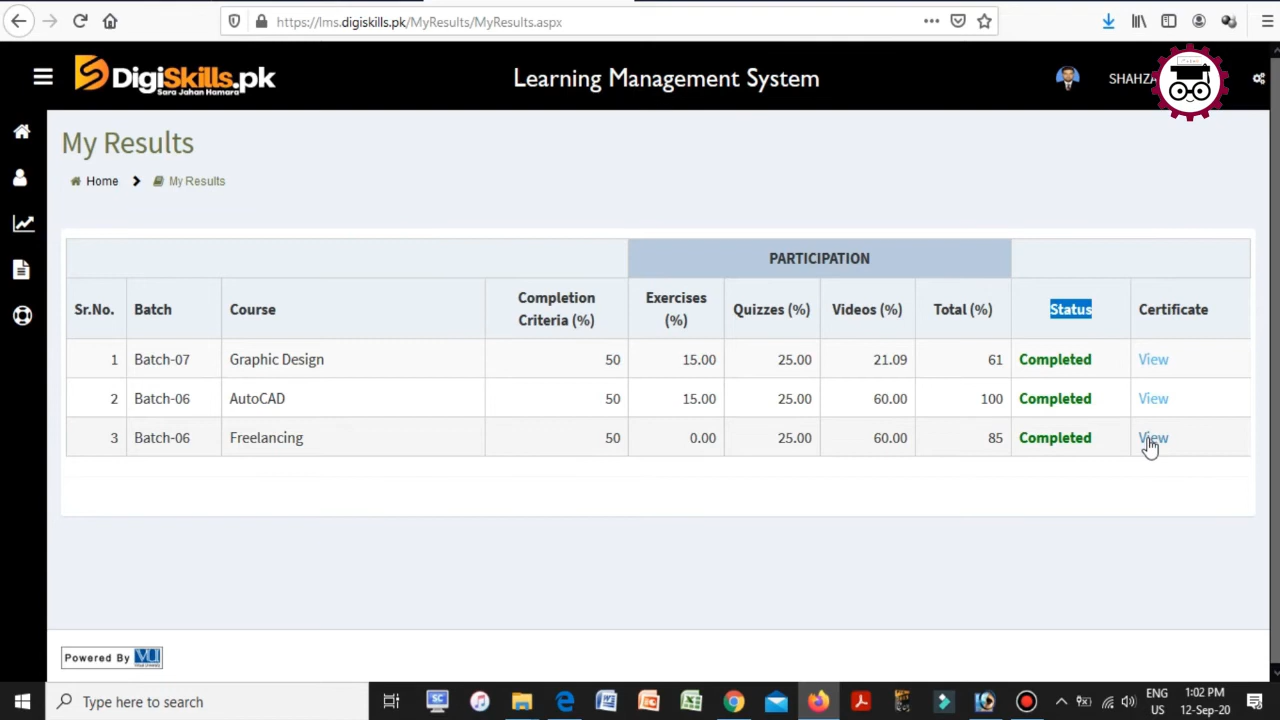 https://lms.digiskills.pk/MyResults/MyResults.aspx
DigiSkills.pk
Sara Jahan Hamara
Learning Management System
SHAHZA
My Results
Home
My Results
PARTICIPATION
Sr.No. Batch Course Completion Criteria (%) Exercises (%) Quizzes (%) Videos (%) Total (%) Status Certificate
1 Batch-07 Graphic Design 50 15.00 25.00 21.09 61 Completed View
2 Batch-06 AutoCAD 50 15.00 25.00 60.00 100 Completed View
3 Batch-06 Freelancing 50 0.00 25.00 60.00 85 Completed View
Powered By VU
Type here to search
SC
ENG
US
1:02 PM
12-Sep-20